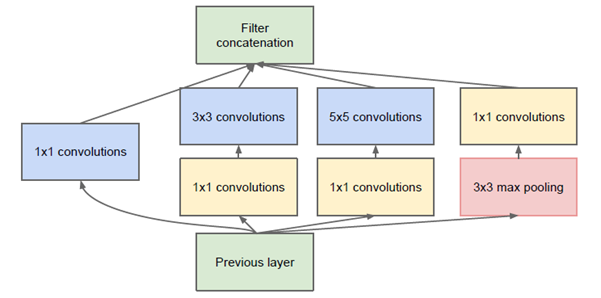 Filter
concatenation
3x3 convolutions
5x5 convolutions
1x1 convolutions
1x1 convolutions
1x1 convolutions
1x1 convolutions
3x3 max pooling
Previous layer